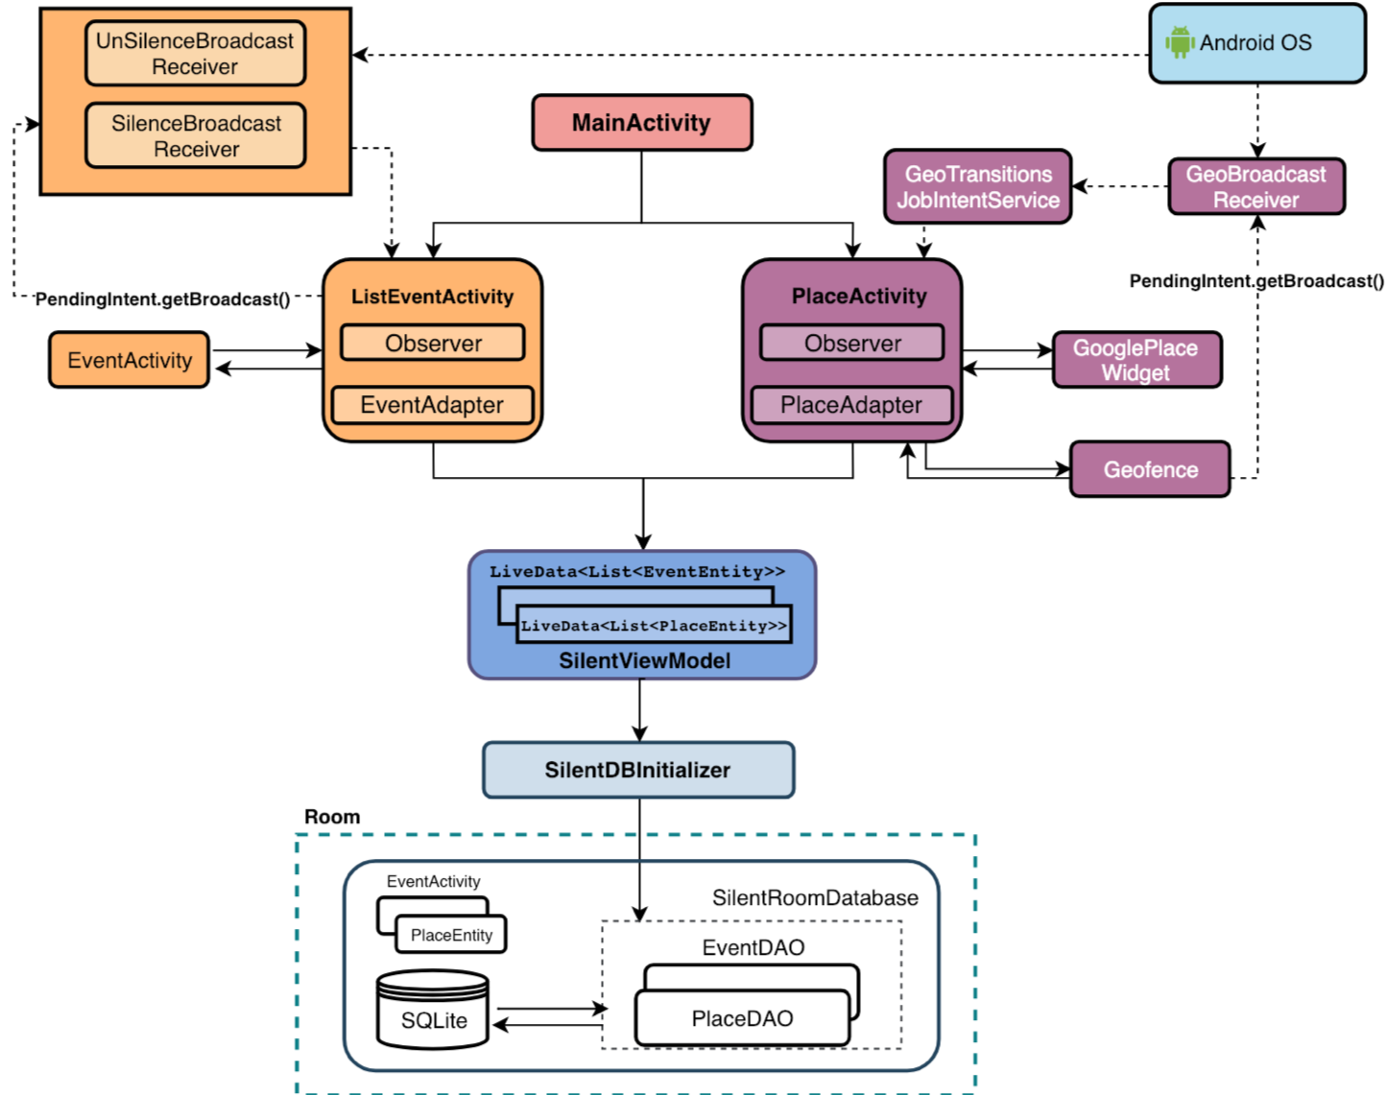 UnSilenceBroadcast
Receiver
SilenceBroadcast
Receiver
Android OS
MainActivity
GeoTransitions
JobIntentService
GeoBroadcast
Receiver
PendingIntent.getBroadcast()
ListEventActivity
Observer
EventAdapter
EventActivity
PlaceActivity
Observer
PlaceAdapter
PendingIntent.getBroadcast()
GooglePlace
Widget
Geofence
LiveData<List<EventEntity>>
LiveData<List<PlaceEntity>>
SilentViewModel
SilentDBInitializer
Room
EventActivity
PlaceEntity
SQLite
SilentRoomDatabase
EventDAO
PlaceDAO